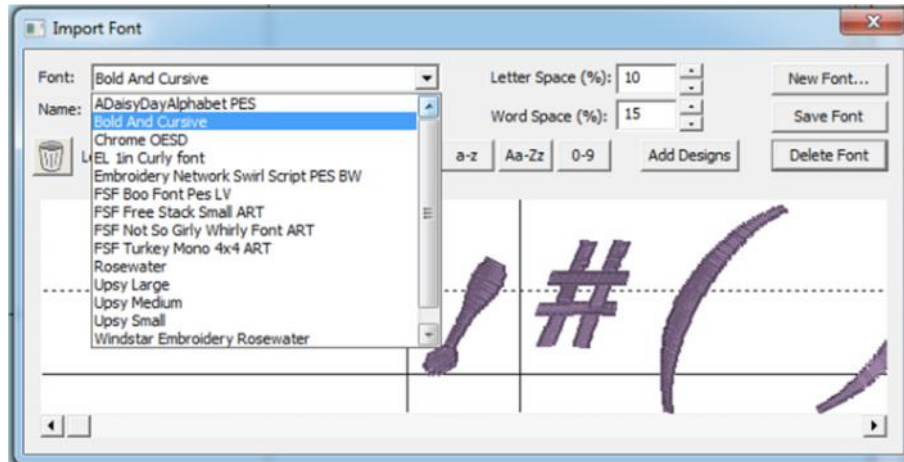 Import Font
Font: Bold And Cursive Letter Space (%): 10 New Font...
Name: Word Space (%): 15 Save Font
ADaisyDayAlphabet PES
Bold And Cursive
Chrome OESD
EL 1in Curly font
Embroidery Network Swirl Script PES BW
FSF Boo Font Pes LV
FSF Free Stack Small ART
FSF Not So Girly Whirly Font ART
FSF Turkey Mono 4x4 ART
Rosewater
Upsy Large
Upsy Medium
Upsy Small
Windstar Embroidery Rosewater
a-z Aa-Zz 0-9 Add Designs Delete Font
! # ( )